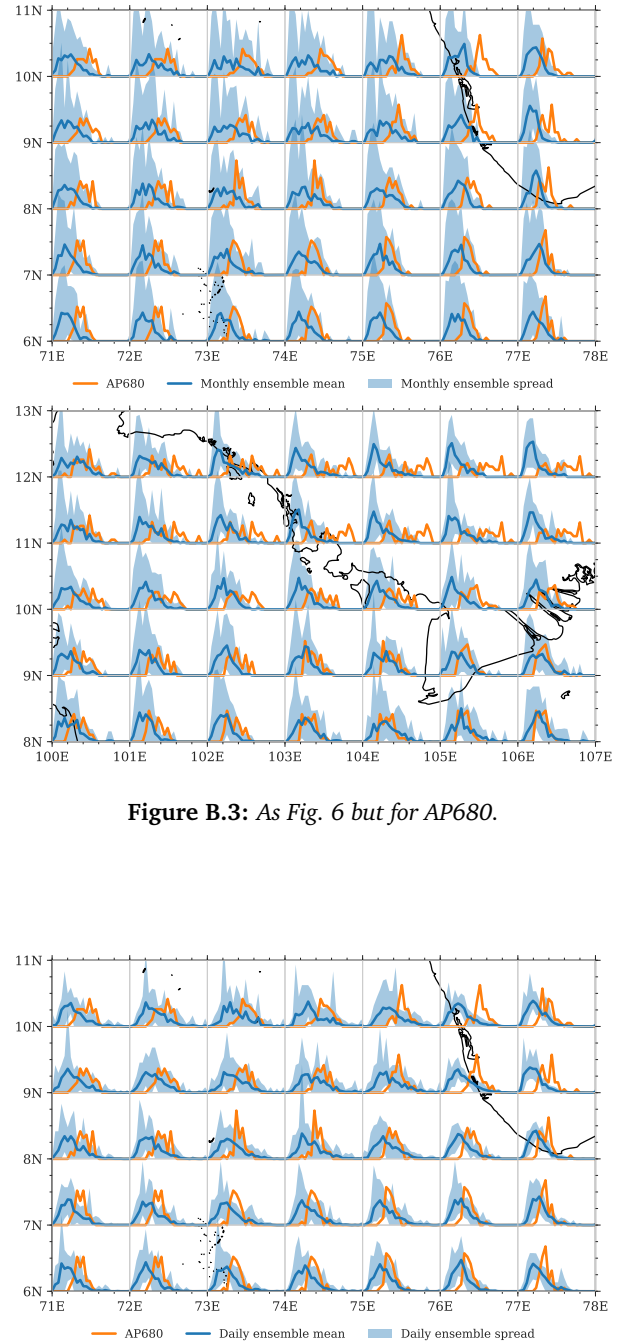 11N
10N
9N
8N
7N
6N
71E 72E 73E 74E 75E 76E 77E 78E
AP680 Monthly ensemble mean Monthly ensemble spread
13N
12N
11N
10N
9N
8N
100E 101E 102E 103E 104E 105E 106E 107E
Figure B.3: As Fig. 6 but for AP680.
11N
10N
9N
8N
7N
6N
71E 72E 73E 74E 75E 76E 77E 78E
AP680 Daily ensemble mean Daily ensemble spread